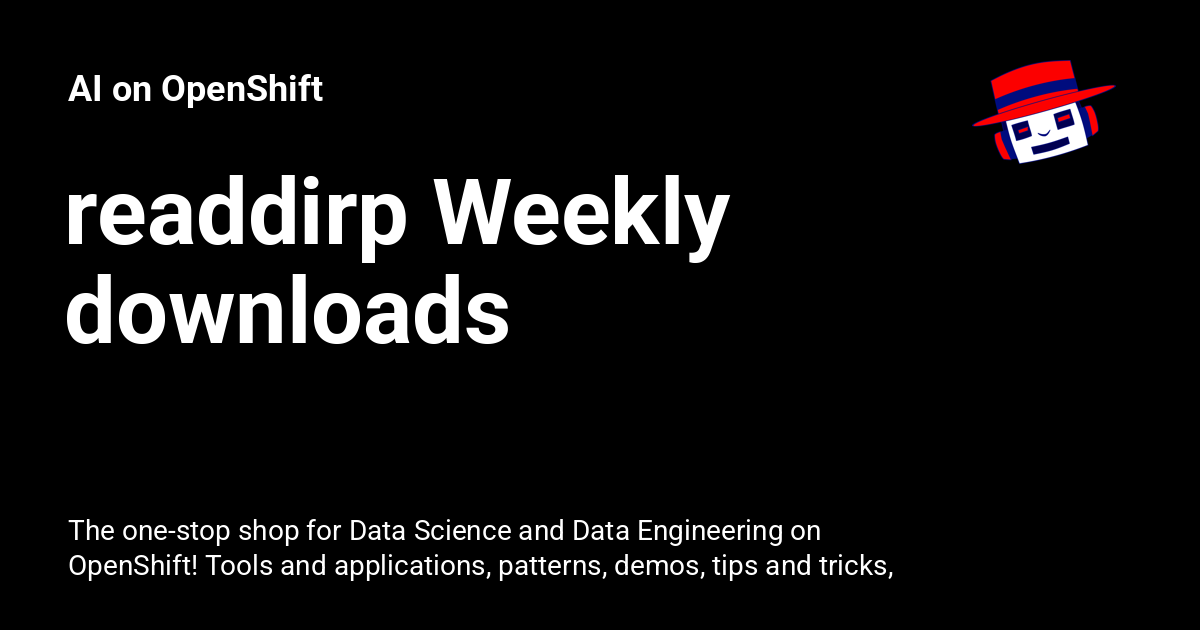 AI on OpenShift
readdirp Weekly
downloads
The one-stop shop for Data Science and Data Engineering on
OpenShift! Tools and applications, patterns, demos, tips and tricks,